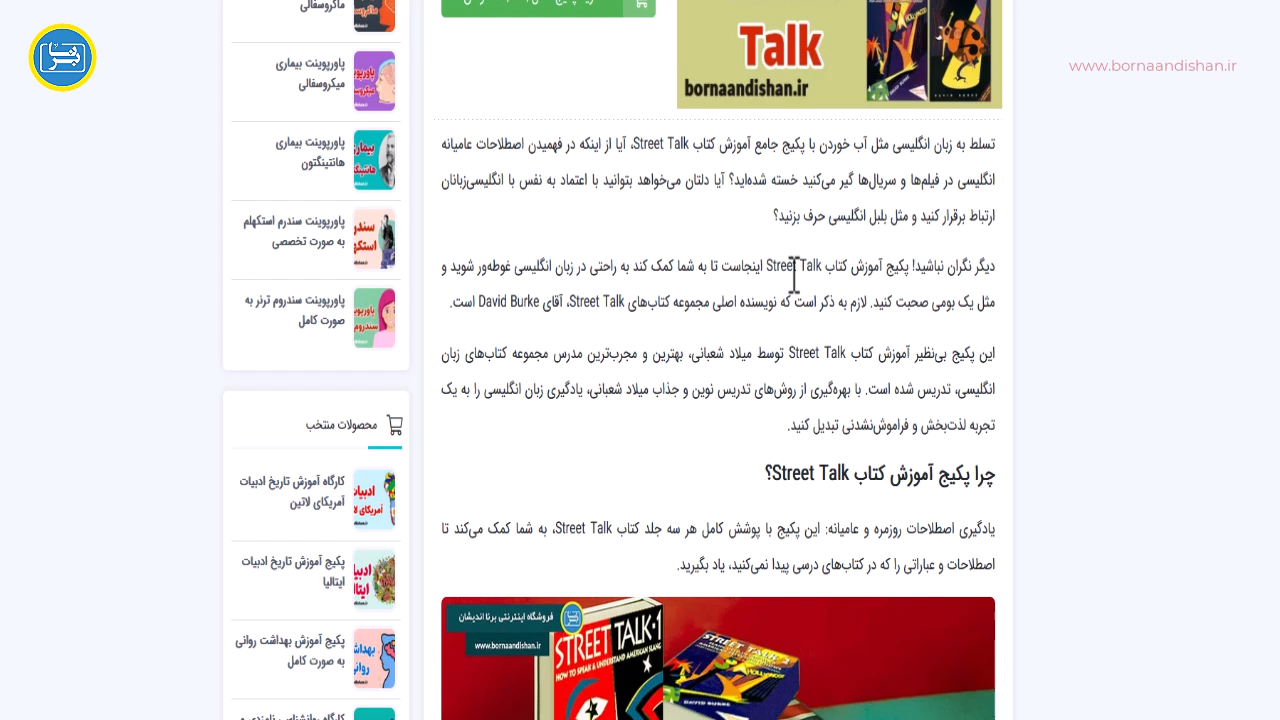 www.bornaandishan.ir
برنا
Talk
bornaandishan.ir
تسلط به زبان انگلیسی مثل آب خوردن با پکیج جامع آموزش کتاب Street Talk، آیا از اینکه در فهمیدن اصطلاحات عامیانه
انگلیسی در فیلم‌ها و سریال‌ها گیر می‌کنید خسته شده‌اید؟ آیا دلتان می‌خواهد بتوانید با اعتماد به نفس با انگلیسی‌زبانان
ارتباط برقرار کنید و مثل بلبل انگلیسی حرف بزنید؟
دیگر نگران نباشید! پکیج آموزش کتاب Street Talk اینجاست تا به شما کمک کند به راحتی در زبان انگلیسی غوطه‌ور شوید و
مثل یک بومی صحبت کنید. لازم به ذکر است که نویسنده اصلی مجموعه کتاب‌های Street Talk، آقای David Burke است.
این پکیج بی‌نظیر آموزش کتاب Street Talk توسط میلاد شعبانی، بهترین و مجرب‌ترین مدرس مجموعه کتاب‌های زبان
انگلیسی، تدریس شده است. با بهره‌گیری از روش‌های تدریس نوین و جذاب میلاد شعبانی، یادگیری زبان انگلیسی را به یک
تجربه لذت‌بخش و فراموش‌نشدنی تبدیل کنید.
چرا پکیج آموزش کتاب Street Talk؟
یادگیری اصطلاحات روزمره و عامیانه: این پکیج با پوشش کامل هر سه جلد کتاب Street Talk، به شما کمک می‌کند تا
اصطلاحات و عباراتی را که در کتاب‌های درسی پیدا نمی‌کنید، یاد بگیرید.
فروشگاه اینترنتی برنا اندیشان
www.bornaandishan.ir
STREET TALK·1
HOW TO SPEAK & UNDERSTAND AMERICAN SLANG
STREET TALK
DAVID BURKE
ماکروسفالی
پاورپوینت بیماری
میکروسفالی
پاورپوینت بیماری
هانتینگتون
پاورپوینت سندرم استکهلم
به صورت تخصصی
پاورپوینت سندروم ترنر به
صورت کامل
محصولات منتخب
کارگاه آموزش تاریخ ادبیات
آمریکای لاتین
پکیج آموزش تاریخ ادبیات
ایتالیا
پکیج آموزش بهداشت روانی
به صورت کامل